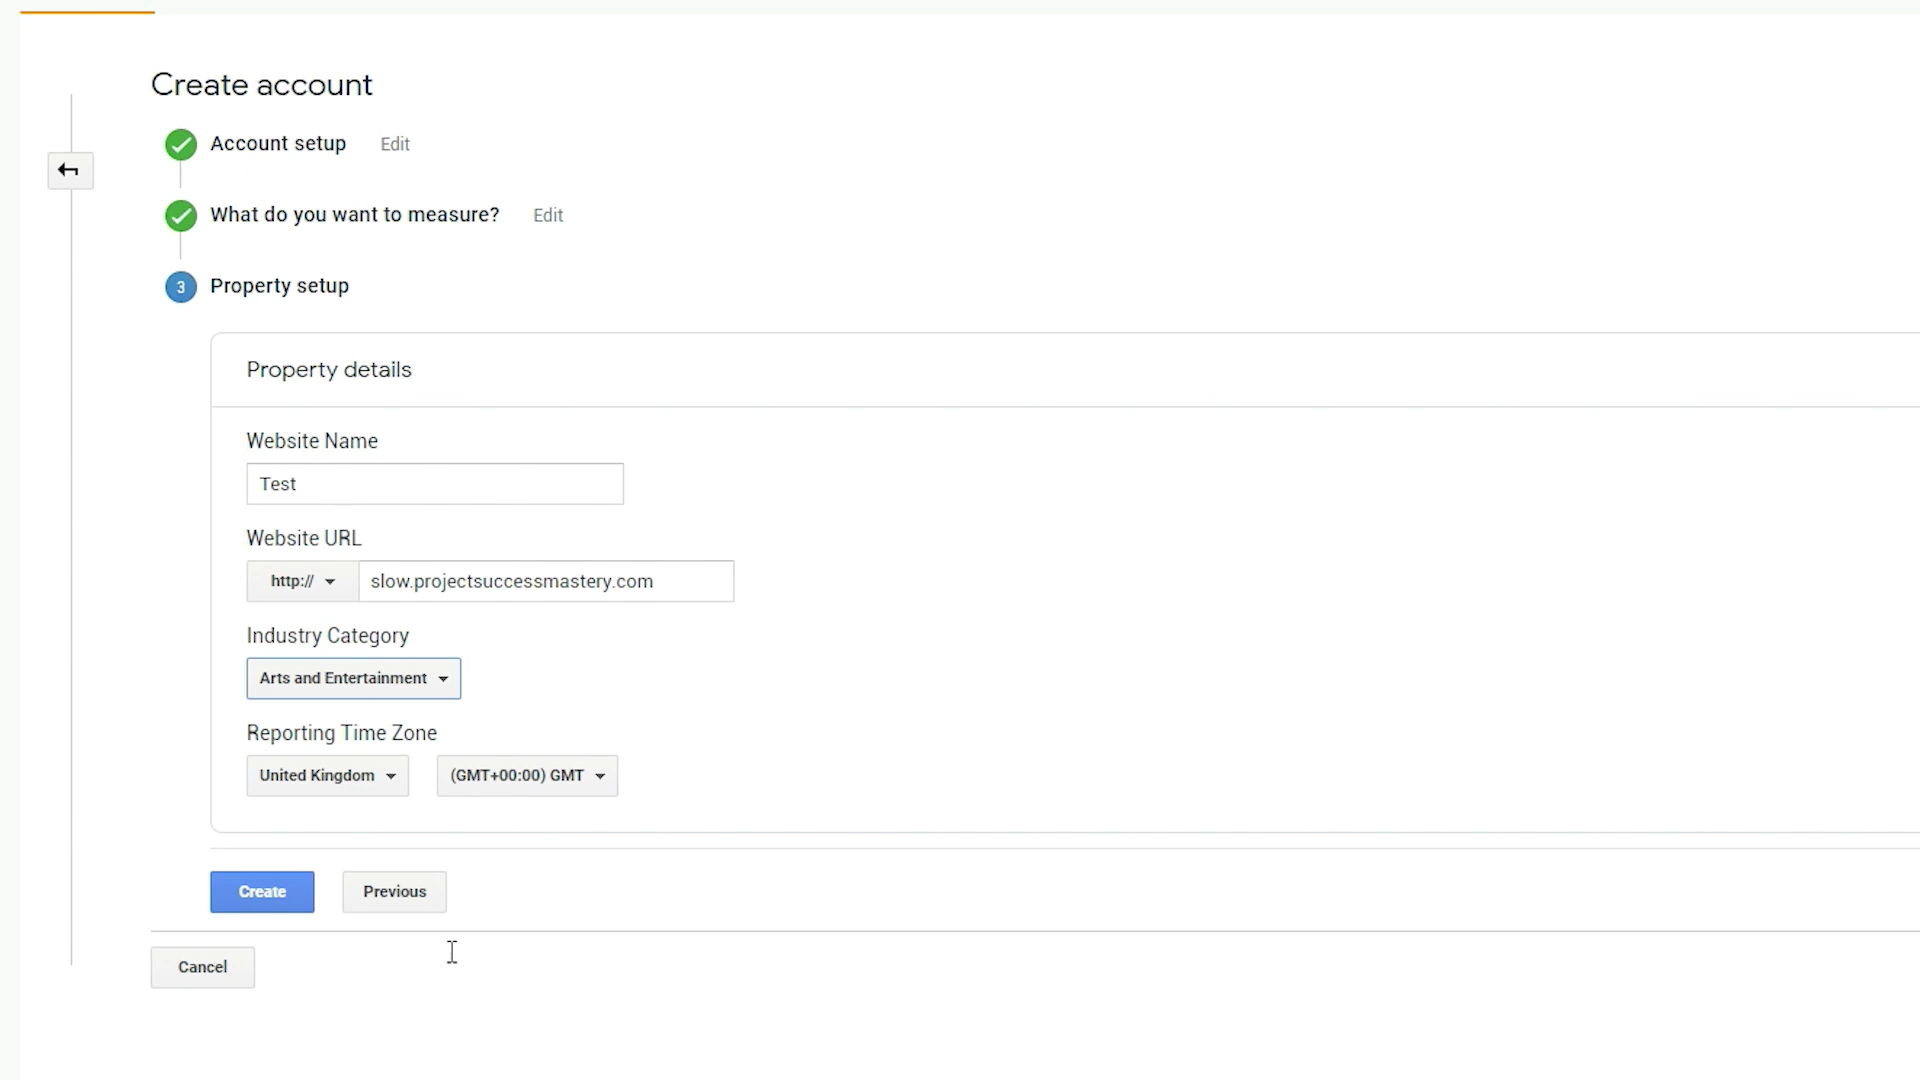 Create account
Account setup Edit
What do you want to measure? Edit
3 Property setup
Property details
Website Name
Test
Website URL
http:// slow.projectsuccessmastery.com
Industry Category
Arts and Entertainment
Reporting Time Zone
United Kingdom (GMT+00:00) GMT
Create Previous
Cancel